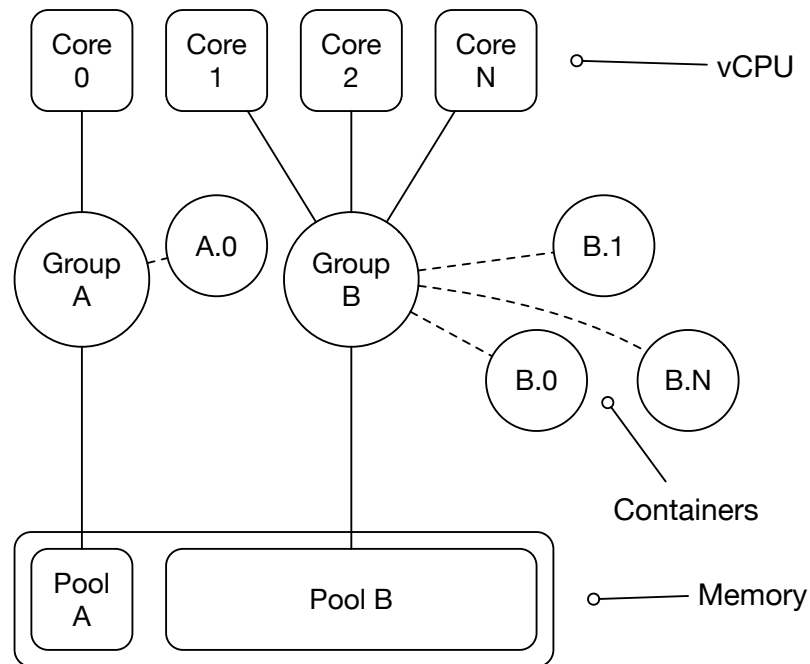 Core
0
Core
1
Core
2
Core
N
vCPU
Group
A
A.0
Group
B
B.1
B.0
B.N
Containers
Pool
A
Pool B
Memory